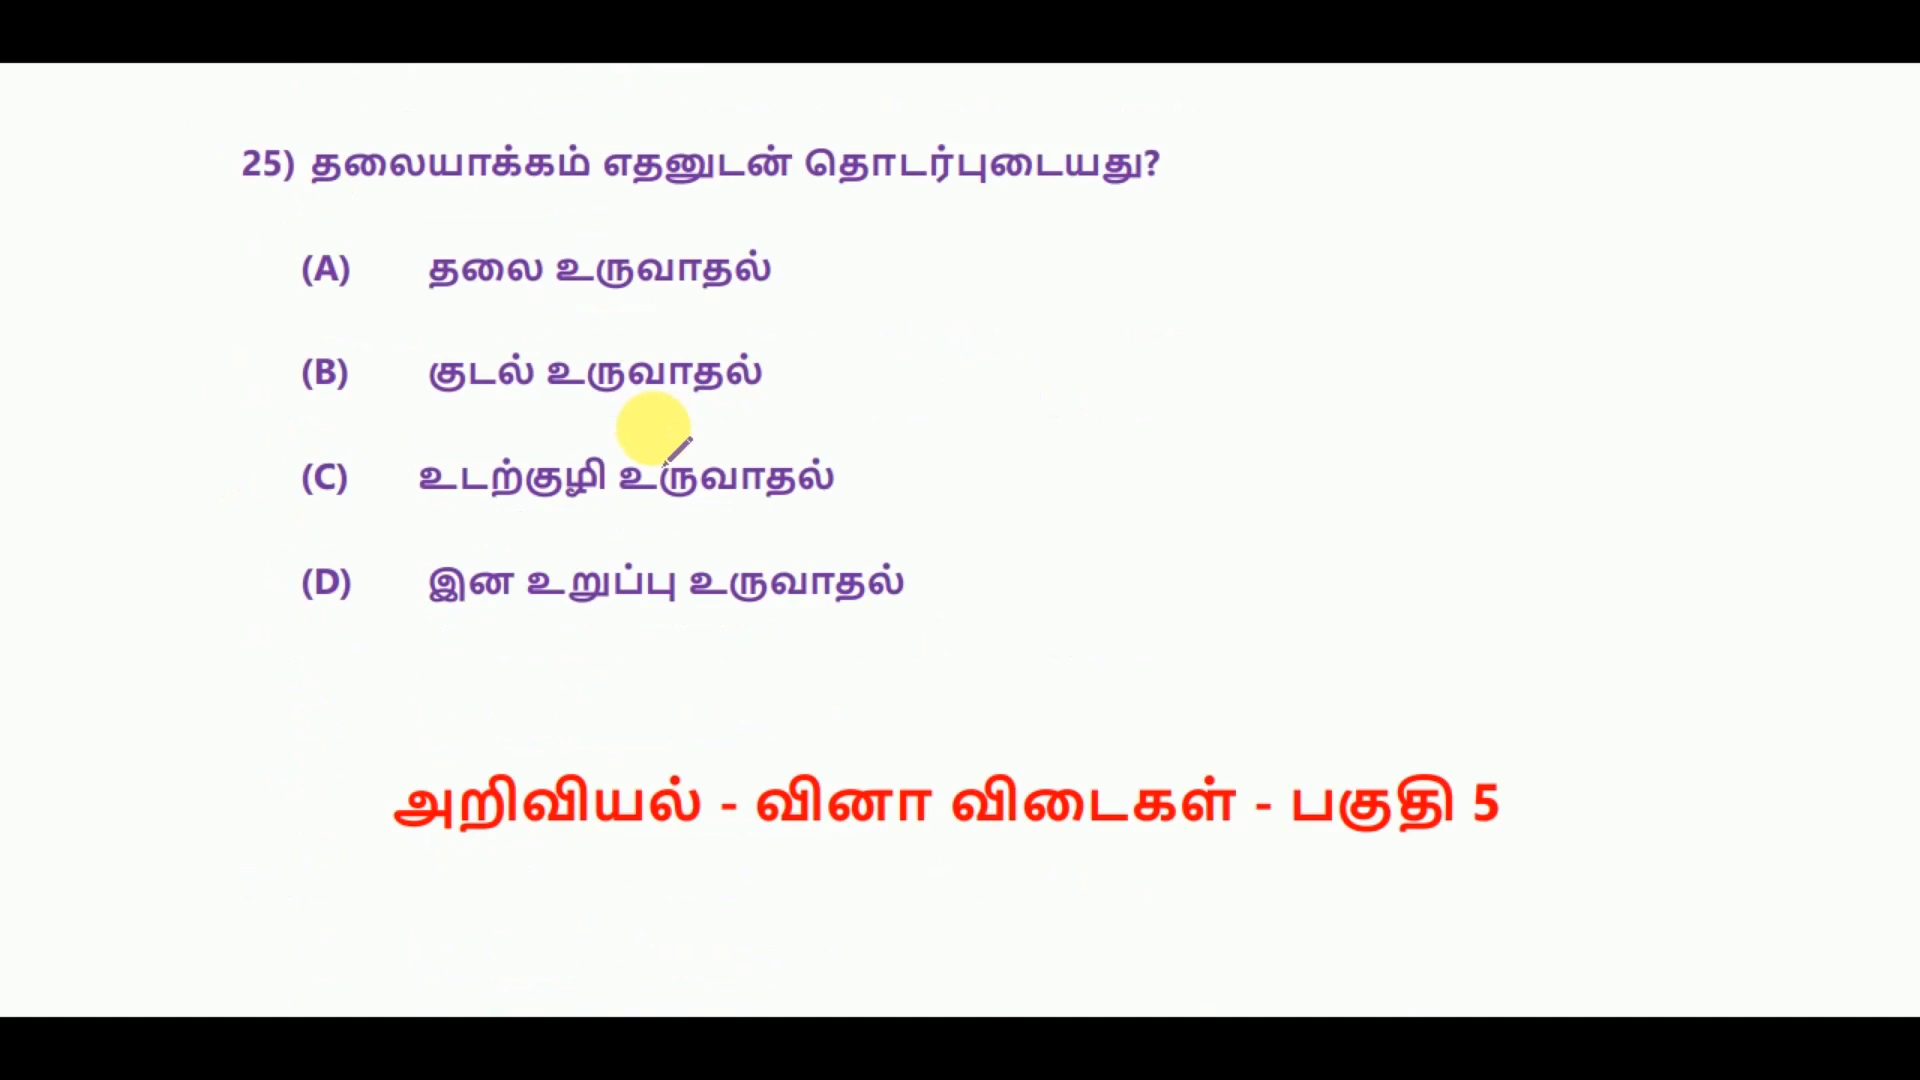 25) தலையாக்கம் எதனுடன் தொடர்புடையது?
(A) தலை உருவாதல்
(B) குடல் உருவாதல்
(C) உடற்குழி உருவாதல்
(D) இன உறுப்பு உருவாதல்
அறிவியல் - வினா விடைகள் - பகுதி 5